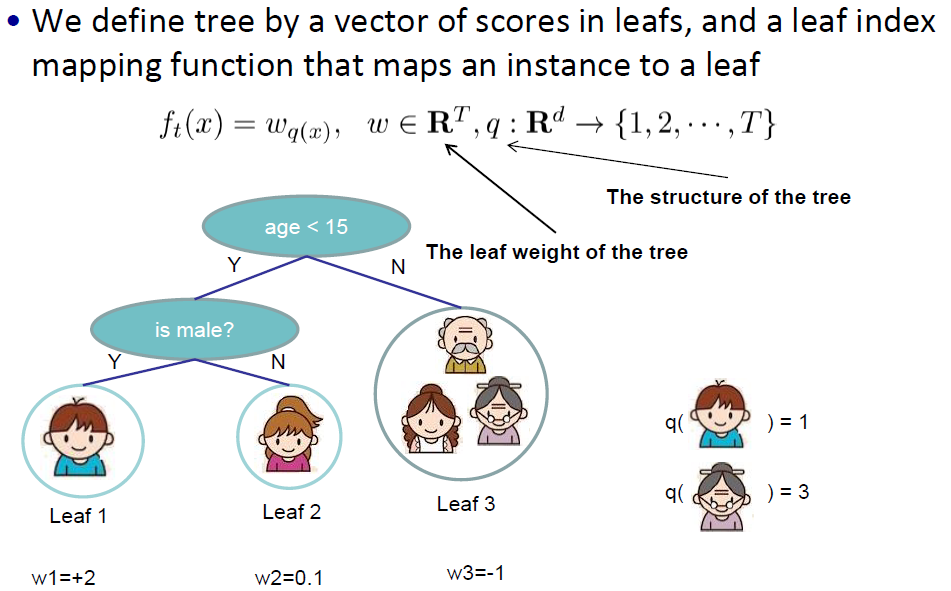 • We define tree by a vector of scores in leafs, and a leaf index
mapping function that maps an instance to a leaf
f_t(x) = w_{q(x)}, w ∈ R^T, q : R^d → {1, 2, ⋯, T}
The structure of the tree
The leaf weight of the tree
age < 15
Y N
is male?
Y N
q( ) = 1
q( ) = 3
Leaf 1 Leaf 2 Leaf 3
w1=+2 w2=0.1 w3=-1